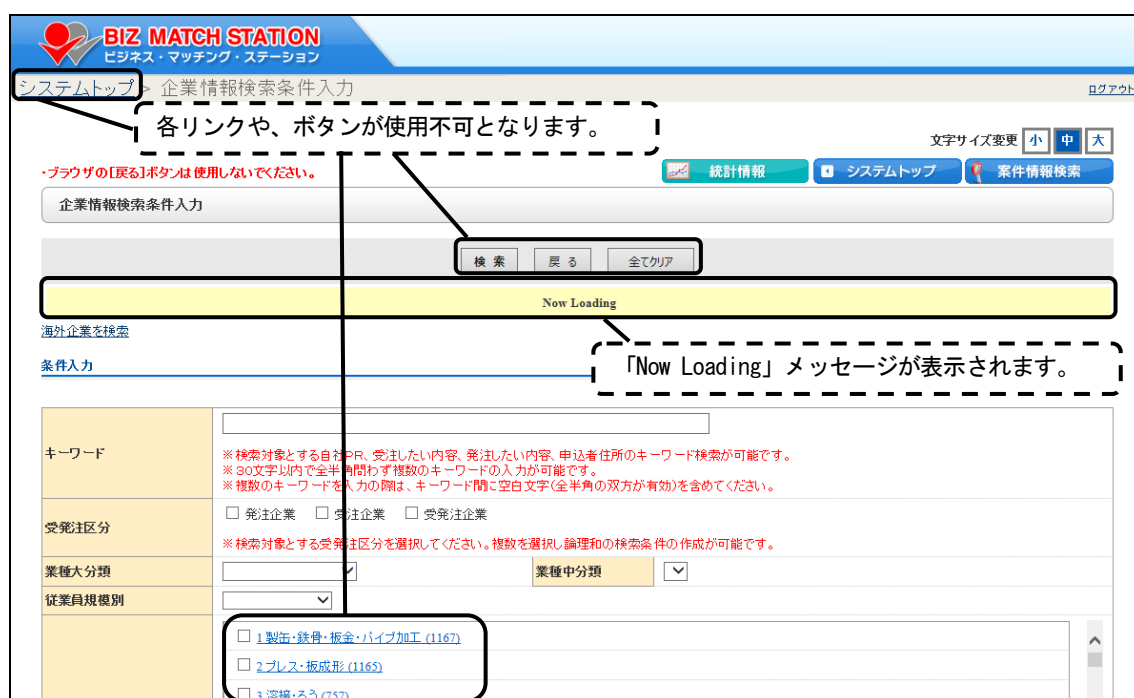 BIZ MATCH STATION
ビジネス・マッチング・ステーション
システムトップ > 企業情報検索条件入力
ログアウト
各リンクや、ボタンが使用不可となります。
文字サイズ変更 小 中 大
・ブラウザの[戻る]ボタンは使用しないでください。
統計情報 システムトップ 案件情報検索
企業情報検索条件入力
検 索 戻 る 全てクリア
Now Loading
海外企業を検索
「Now Loading」メッセージが表示されます。
条件入力
キーワード
※検索対象とする自社PR、受注したい内容、発注したい内容、申込者住所のキーワード検索が可能です。
※30文字以内で全半角問わず複数のキーワードの入力が可能です。
※複数のキーワードを入力の際は、キーワード間に空白文字(全半角の双方が有効)を含めてください。
受発注区分
発注企業 受注企業 受発注企業
※検索対象とする受発注区分を選択してください。複数を選択し論理和の検索条件の作成が可能です。
業種大分類 業種中分類
従業員規模別
1 製缶・鉄骨・板金・パイプ加工 (1167)
2 プレス・板成形 (1165)
3 溶接・ろう (757)